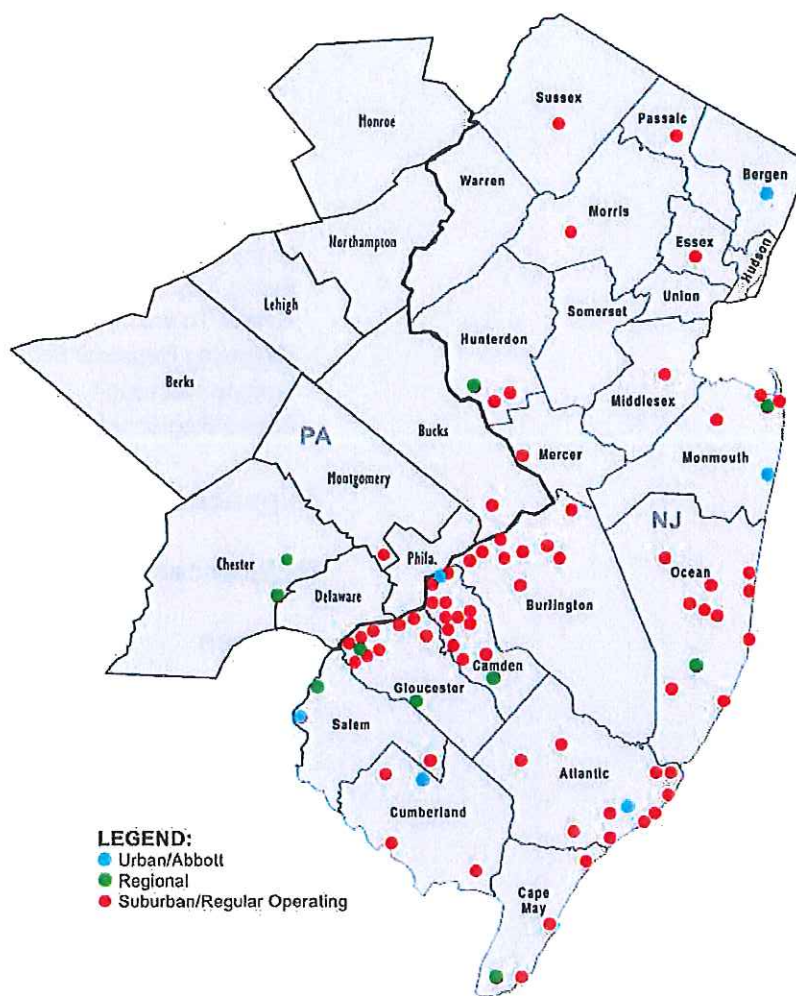 Monroe
Sussex
Passaic
Bergen
Warren
Morris
Northampton
Essex
Hudson
Lehigh
Somerset
Union
Hunterdon
Berks
Middlesex
PA
Bucks
Mercer
Monmouth
Montgomery
NJ
Chester
Phila.
Ocean
Delaware
Burlington
Camden
Gloucester
Salem
Atlantic
Cumberland
LEGEND:
Urban/Abbott
Regional
Suburban/Regular Operating
Cape
May